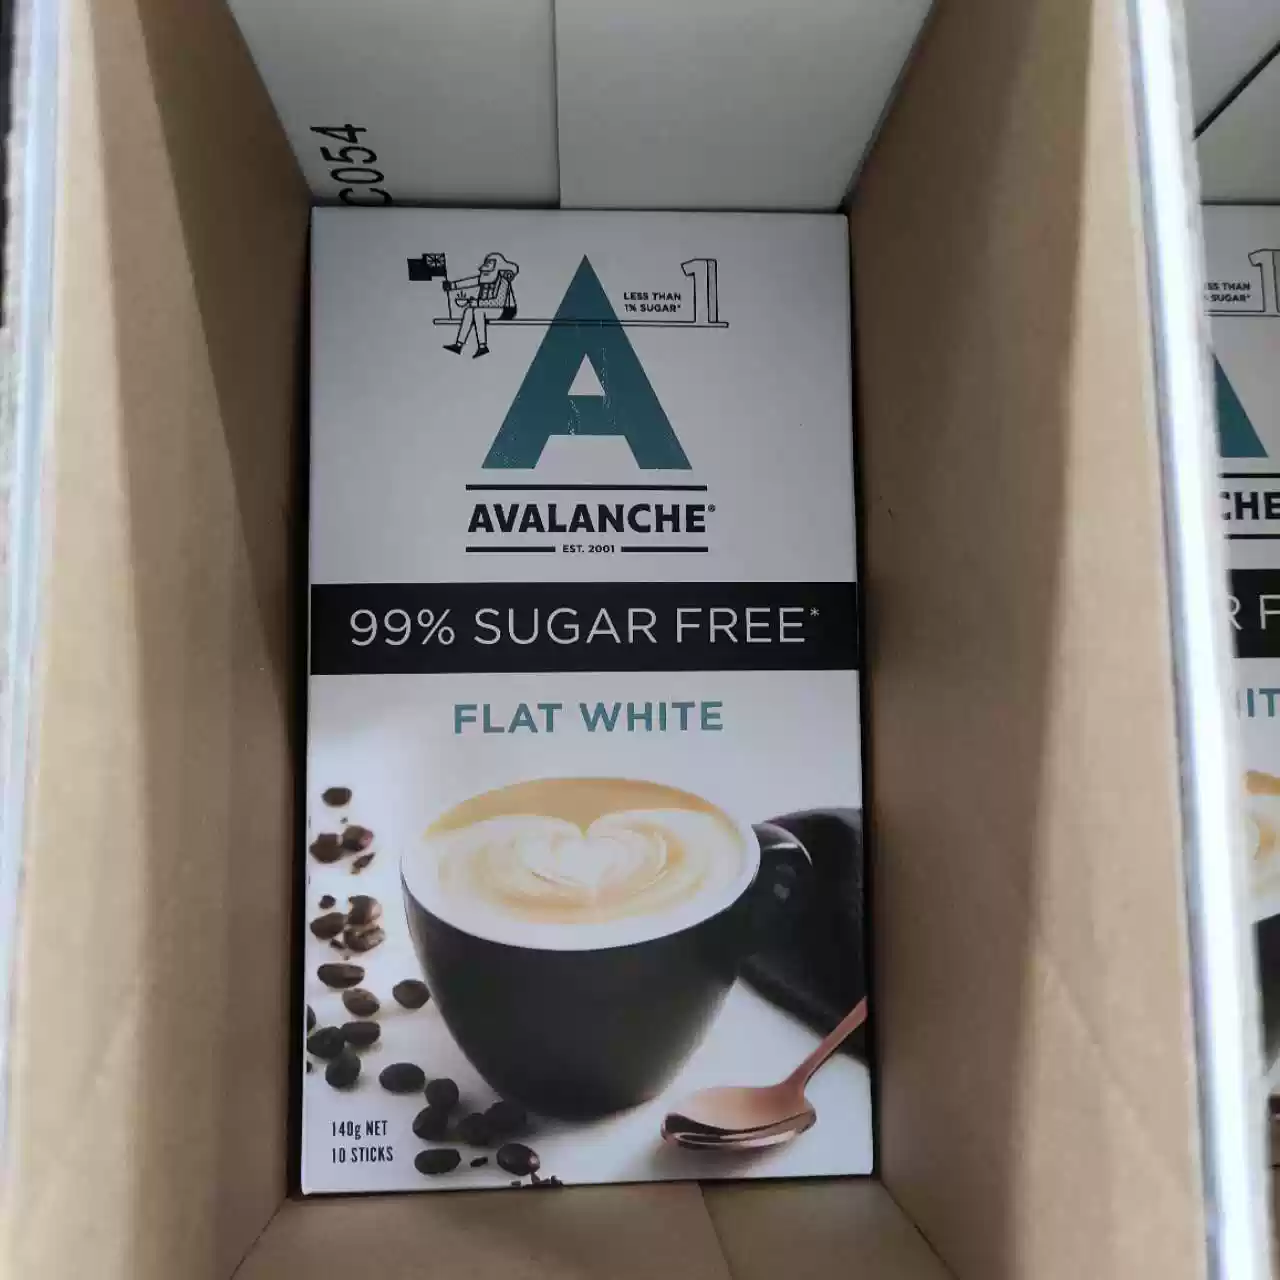 C054
LESS THAN
1% SUGAR*
1
A
AVALANCHE®
EST. 2001
99% SUGAR FREE*
FLAT WHITE
140g NET
10 STICKS
SS THAN
SUGAR*
1
CHE
R F
IT